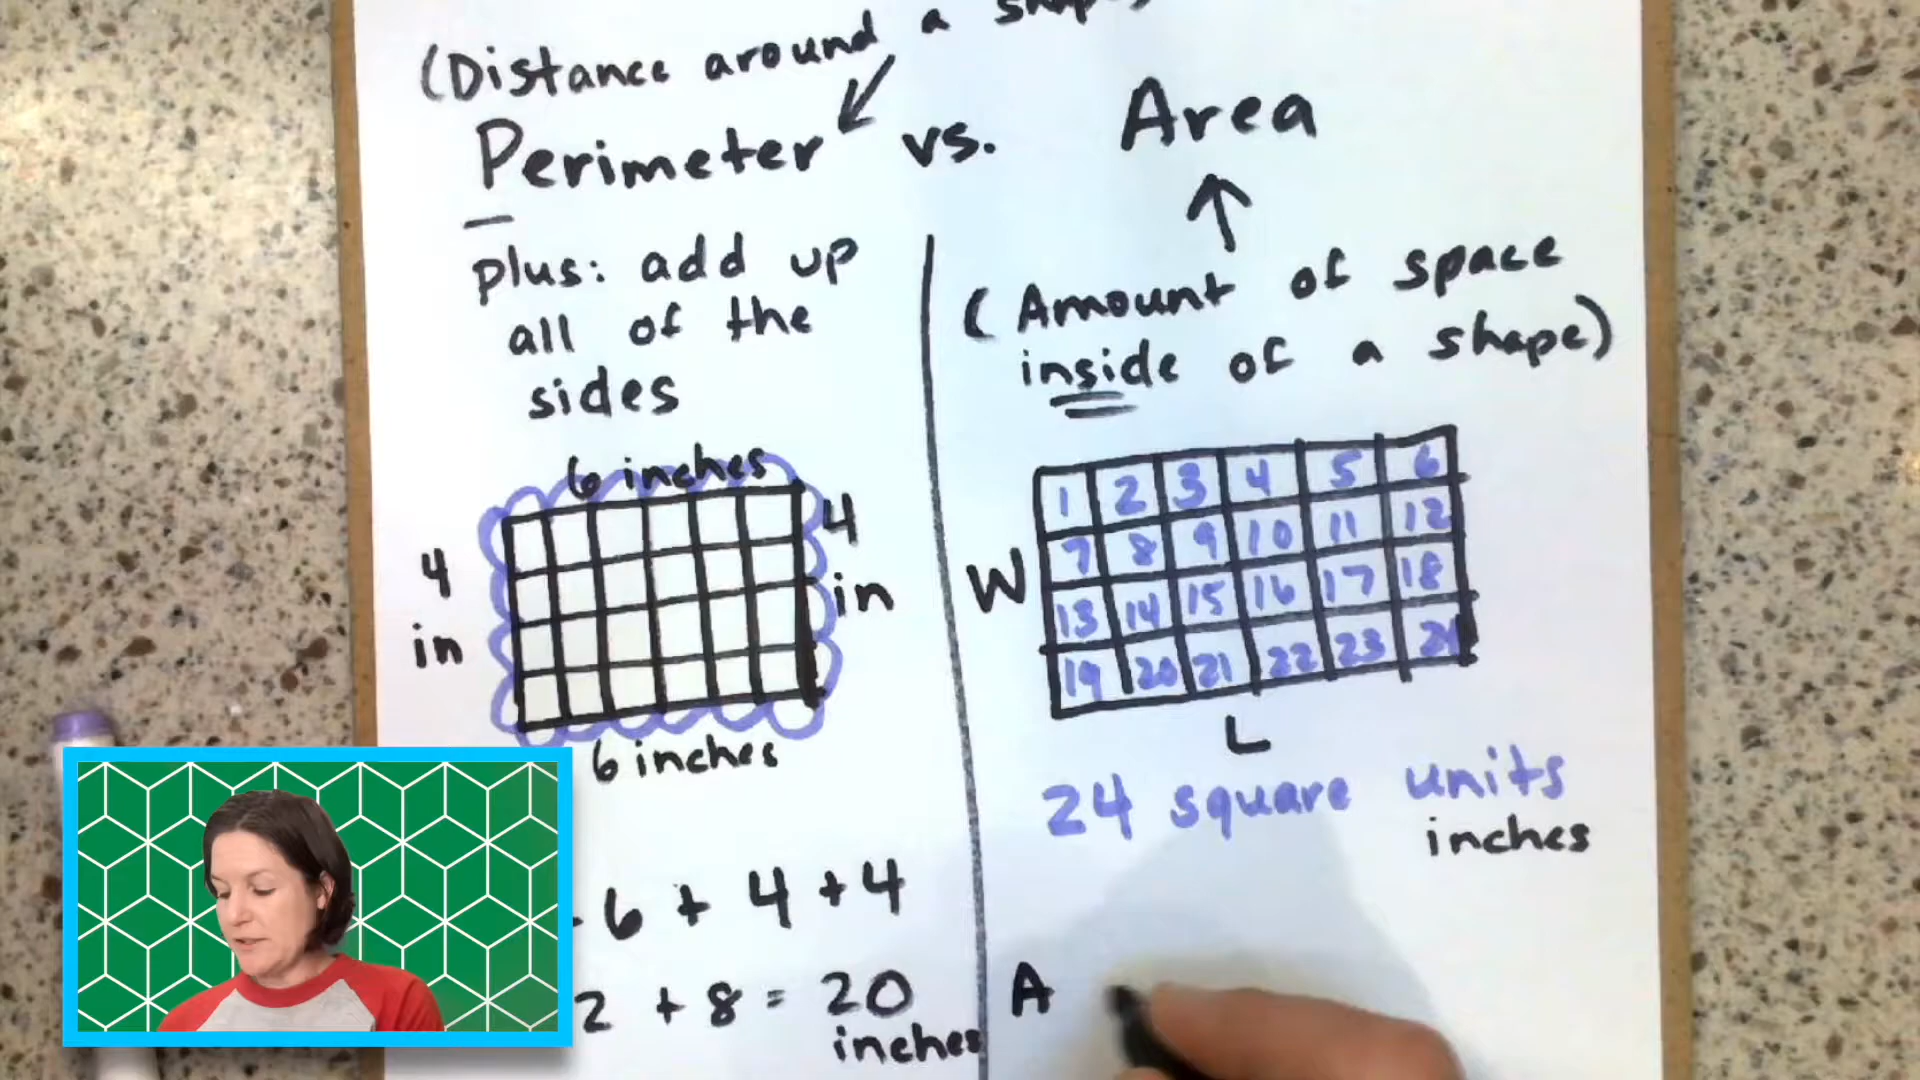 (Distance around a shape)
Perimeter vs. Area
plus: add up
all of the
sides
6 inches
4
in
4
in
6 inches
6 + 4 + 4
2 + 8 = 20
inches
(Amount of space
inside of a shape)
1 2 3 4 5 6
7 8 9 10 11 12
13 14 15 16 17 18
19 20 21 22 23 24
W
L
24 square units
inches
A